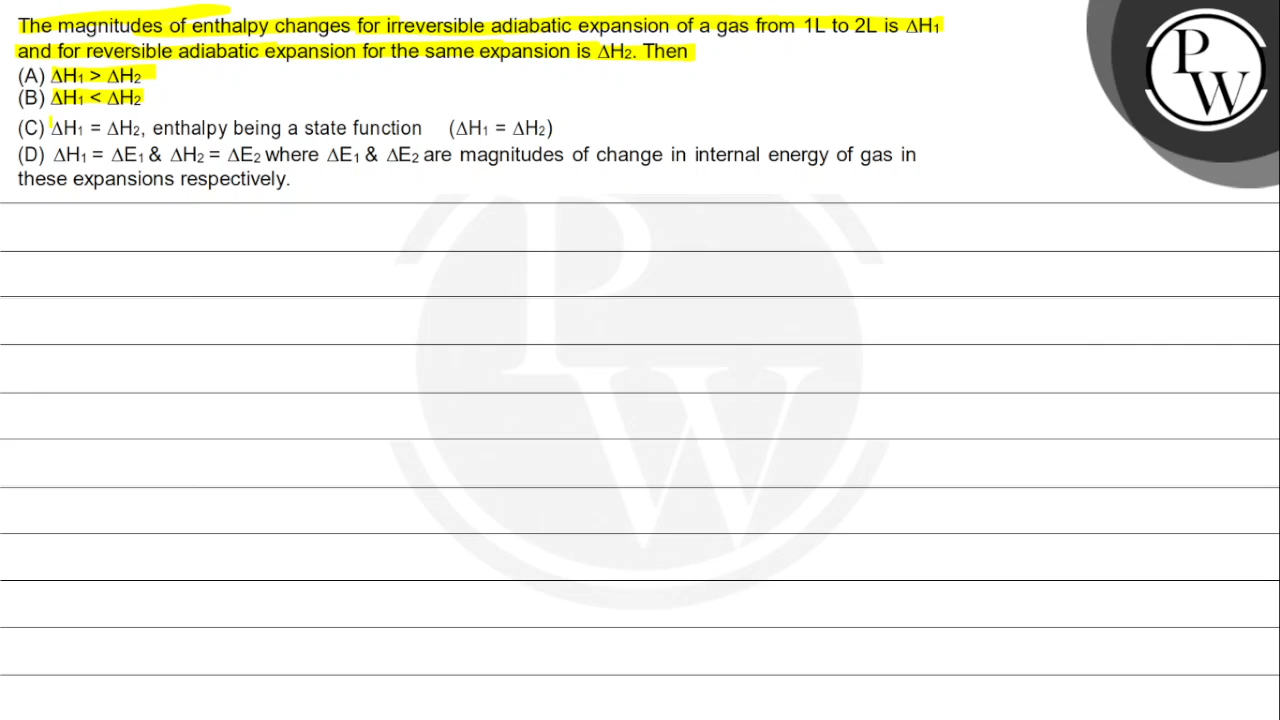 The magnitudes of enthalpy changes for irreversible adiabatic expansion of a gas from 1L to 2L is ΔH₁
and for reversible adiabatic expansion for the same expansion is ΔH₂. Then
(A) ΔH₁ > ΔH₂
(B) ΔH₁ < ΔH₂
(C) ΔH₁ = ΔH₂, enthalpy being a state function (ΔH₁ = ΔH₂)
(D) ΔH₁ = ΔE₁ & ΔH₂ = ΔE₂ where ΔE₁ & ΔE₂ are magnitudes of change in internal energy of gas in
these expansions respectively.
P
W
P
W